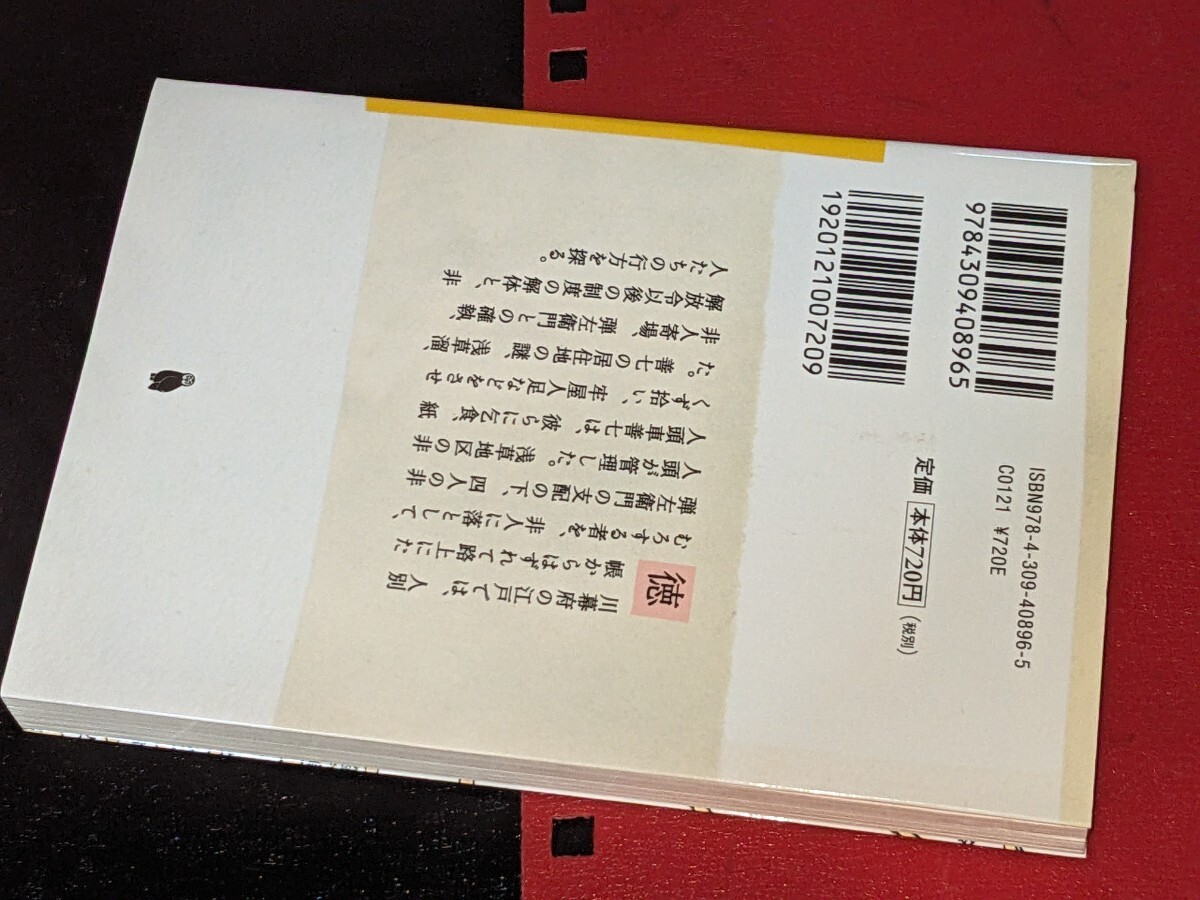 9784309408965
1920121007209
ISBN978-4-309-40896-5
C0121 ¥720E
定価 本体720円 (税別)
徳川幕府の江戸では、人別
帳からはずれて路上にた
むろする者を、非人に落として、
弾左衛門の支配の下、四人の非
人頭が管理した。浅草地区の非
人頭車善七は、彼らに乞食、紙
くず拾い、牢屋人足などをさせ
た。善七の居住地の謎、浅草溜、
非人寄場、弾左衛門との確執、
解放令以後の制度の解体と、非
人たちの行方を探る。